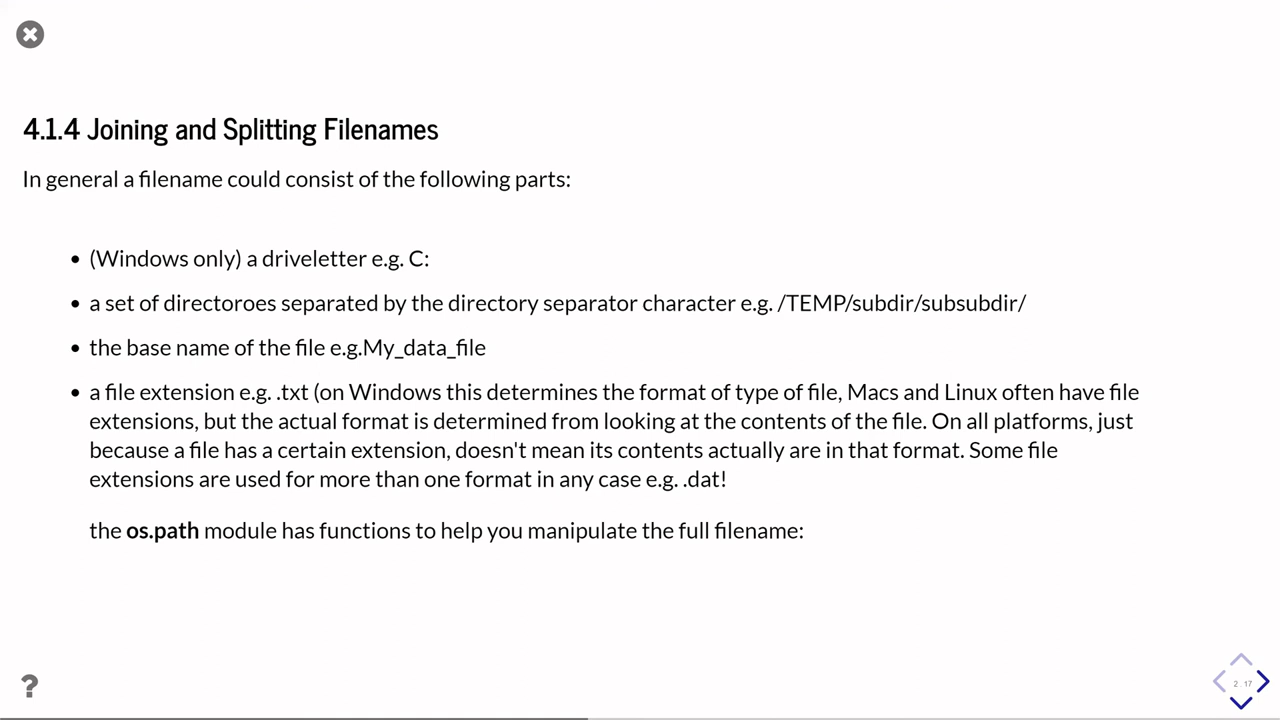 4.1.4 Joining and Splitting Filenames
In general a filename could consist of the following parts:
• (Windows only) a driveletter e.g. C:
• a set of directoroes separated by the directory separator character e.g. /TEMP/subdir/subsubdir/
• the base name of the file e.g.My_data_file
• a file extension e.g. .txt (on Windows this determines the format of type of file, Macs and Linux often have file
extensions, but the actual format is determined from looking at the contents of the file. On all platforms, just
because a file has a certain extension, doesn't mean its contents actually are in that format. Some file
extensions are used for more than one format in any case e.g. .dat!
the os.path module has functions to help you manipulate the full filename:
?
2.17